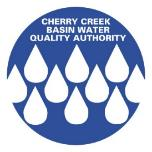 CHERRY CREEK
BASIN WATER
QUALITY AUTHORITY